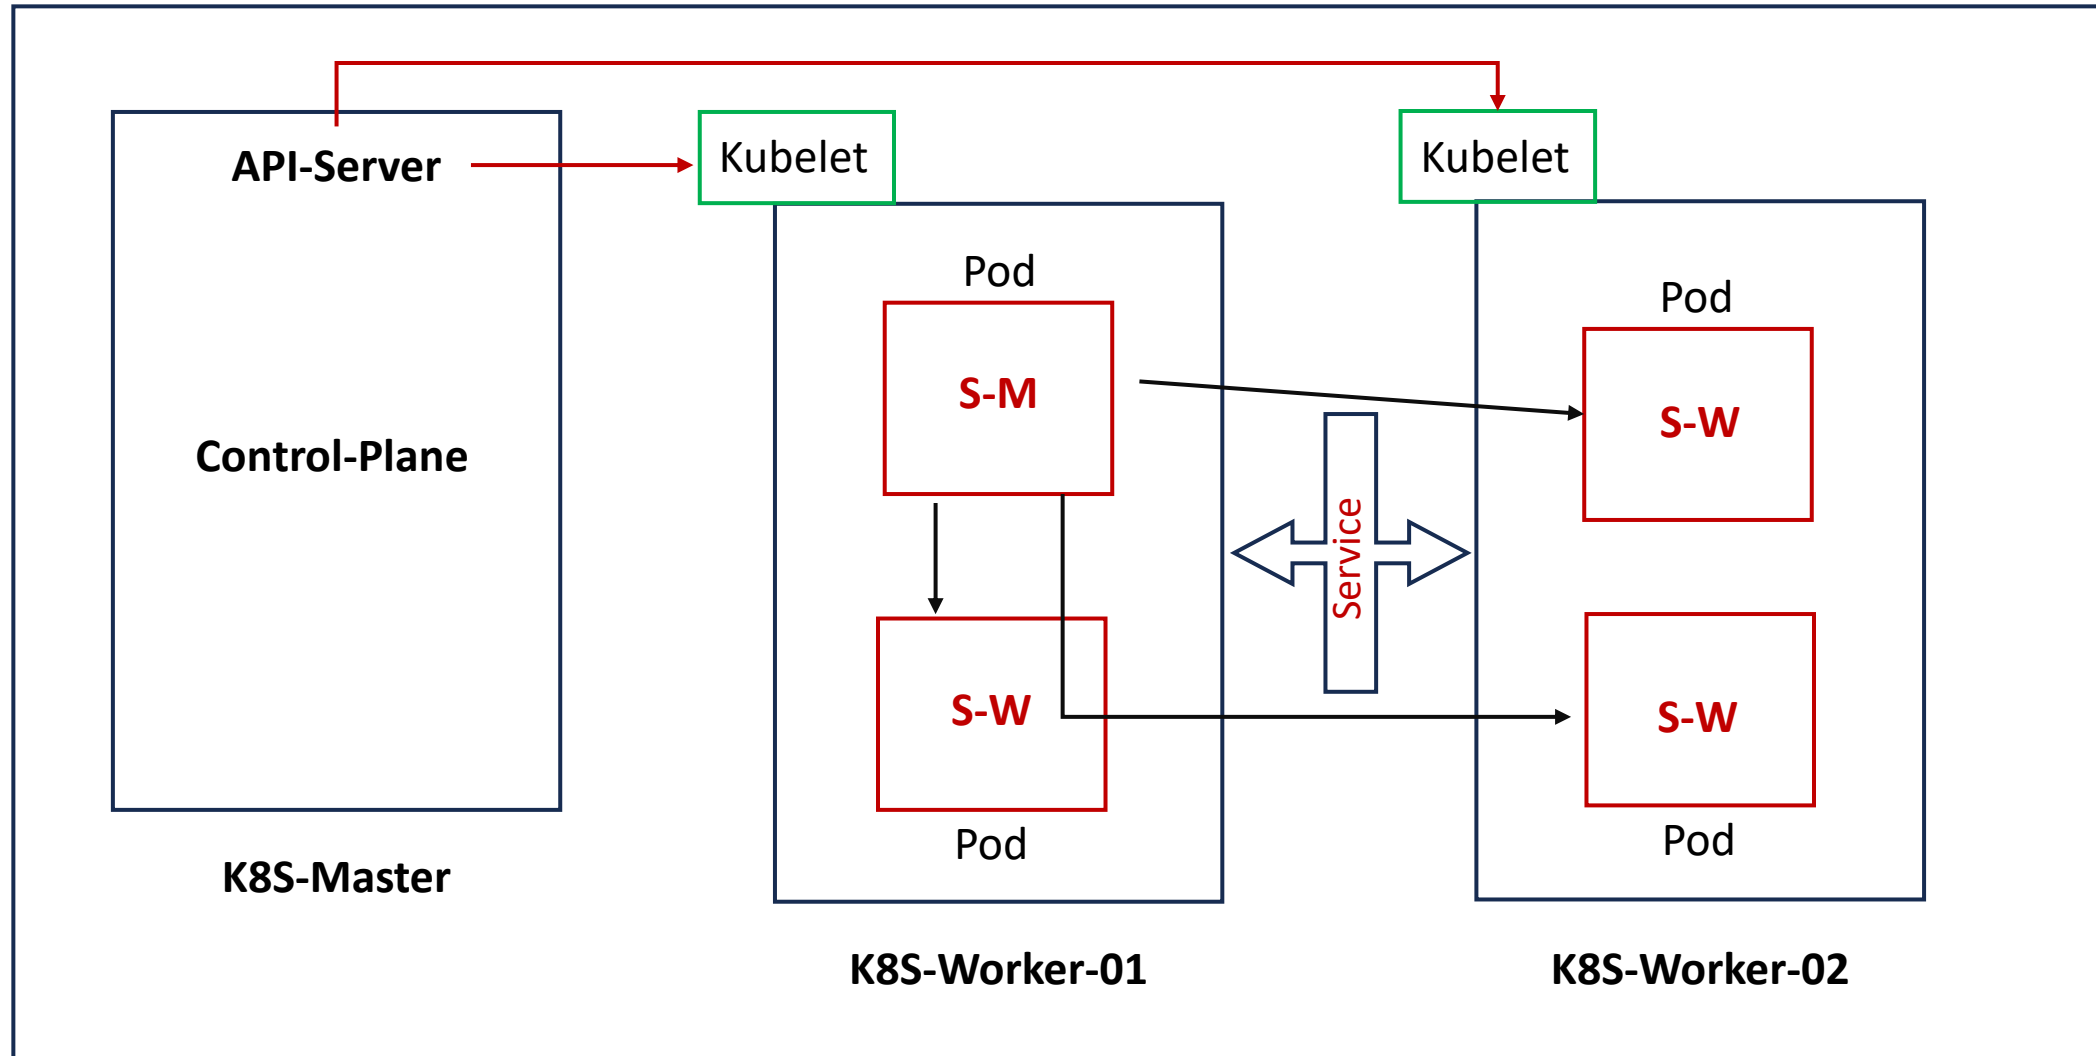 API-Server
Control-Plane
K8S-Master
Kubelet
Pod
S-M
S-W
Pod
K8S-Worker-01
Service
Kubelet
Pod
S-W
S-W
Pod
K8S-Worker-02